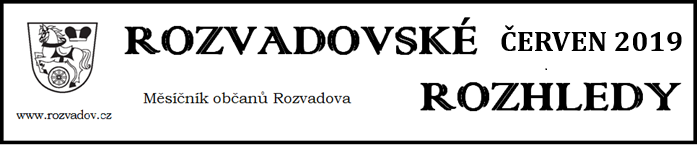 ROZVADOVSKÉ ČERVEN 2019
ROZHLEDY
Měsíčník občanů Rozvadova
www.rozvadov.cz